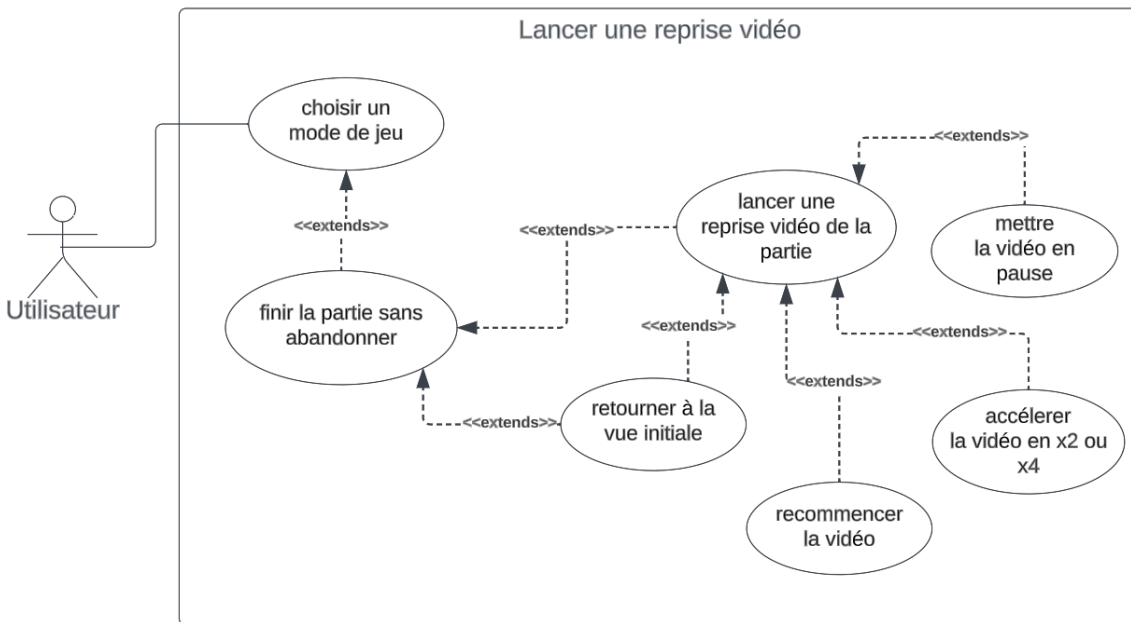 Lancer une reprise vidéo
choisir un
mode de jeu
<<extends>>
lancer une
reprise vidéo de la
partie
mettre
la vidéo en
pause
<<extends>>
<<extends>>
Utilisateur
finir la partie sans
abandonner
<<extends>>
<<extends>>
<<extends>>
<<extends>>
retourner à la
vue initiale
accélerer
la vidéo en x2 ou
x4
recommencer
la vidéo